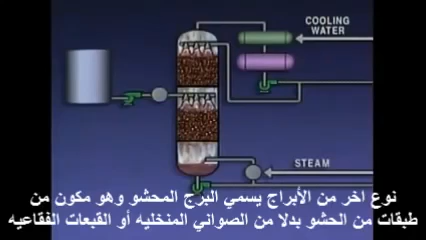 COOLING
WATER
STEAM
نوع اخر من الأبراج يسمي البرج المحشو وهو مكون من
طبقات من الحشو بدلا من الصواني المنخليه أو القبعات الفقاعيه